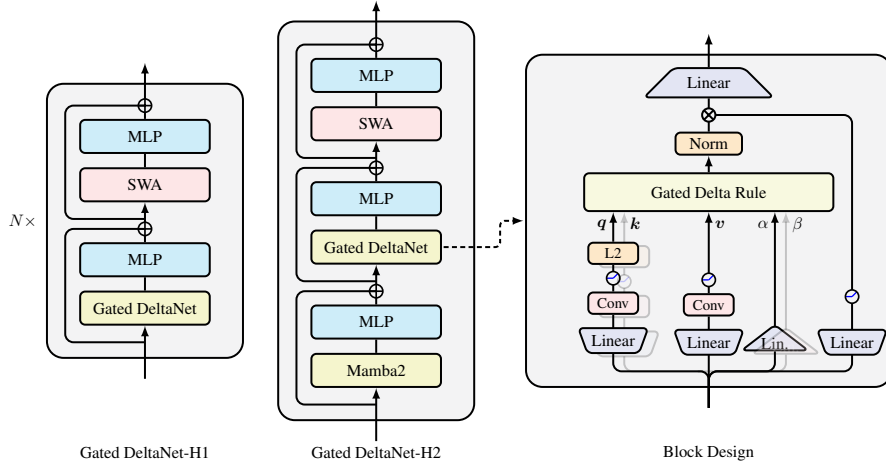 N×
MLP
SWA
MLP
Gated DeltaNet
Gated DeltaNet-H1
MLP
SWA
MLP
Gated DeltaNet
MLP
Mamba2
Gated DeltaNet-H2
Linear
Norm
Gated Delta Rule
q k v α β
L2
Conv Conv
Linear Linear Lin. Linear
Block Design